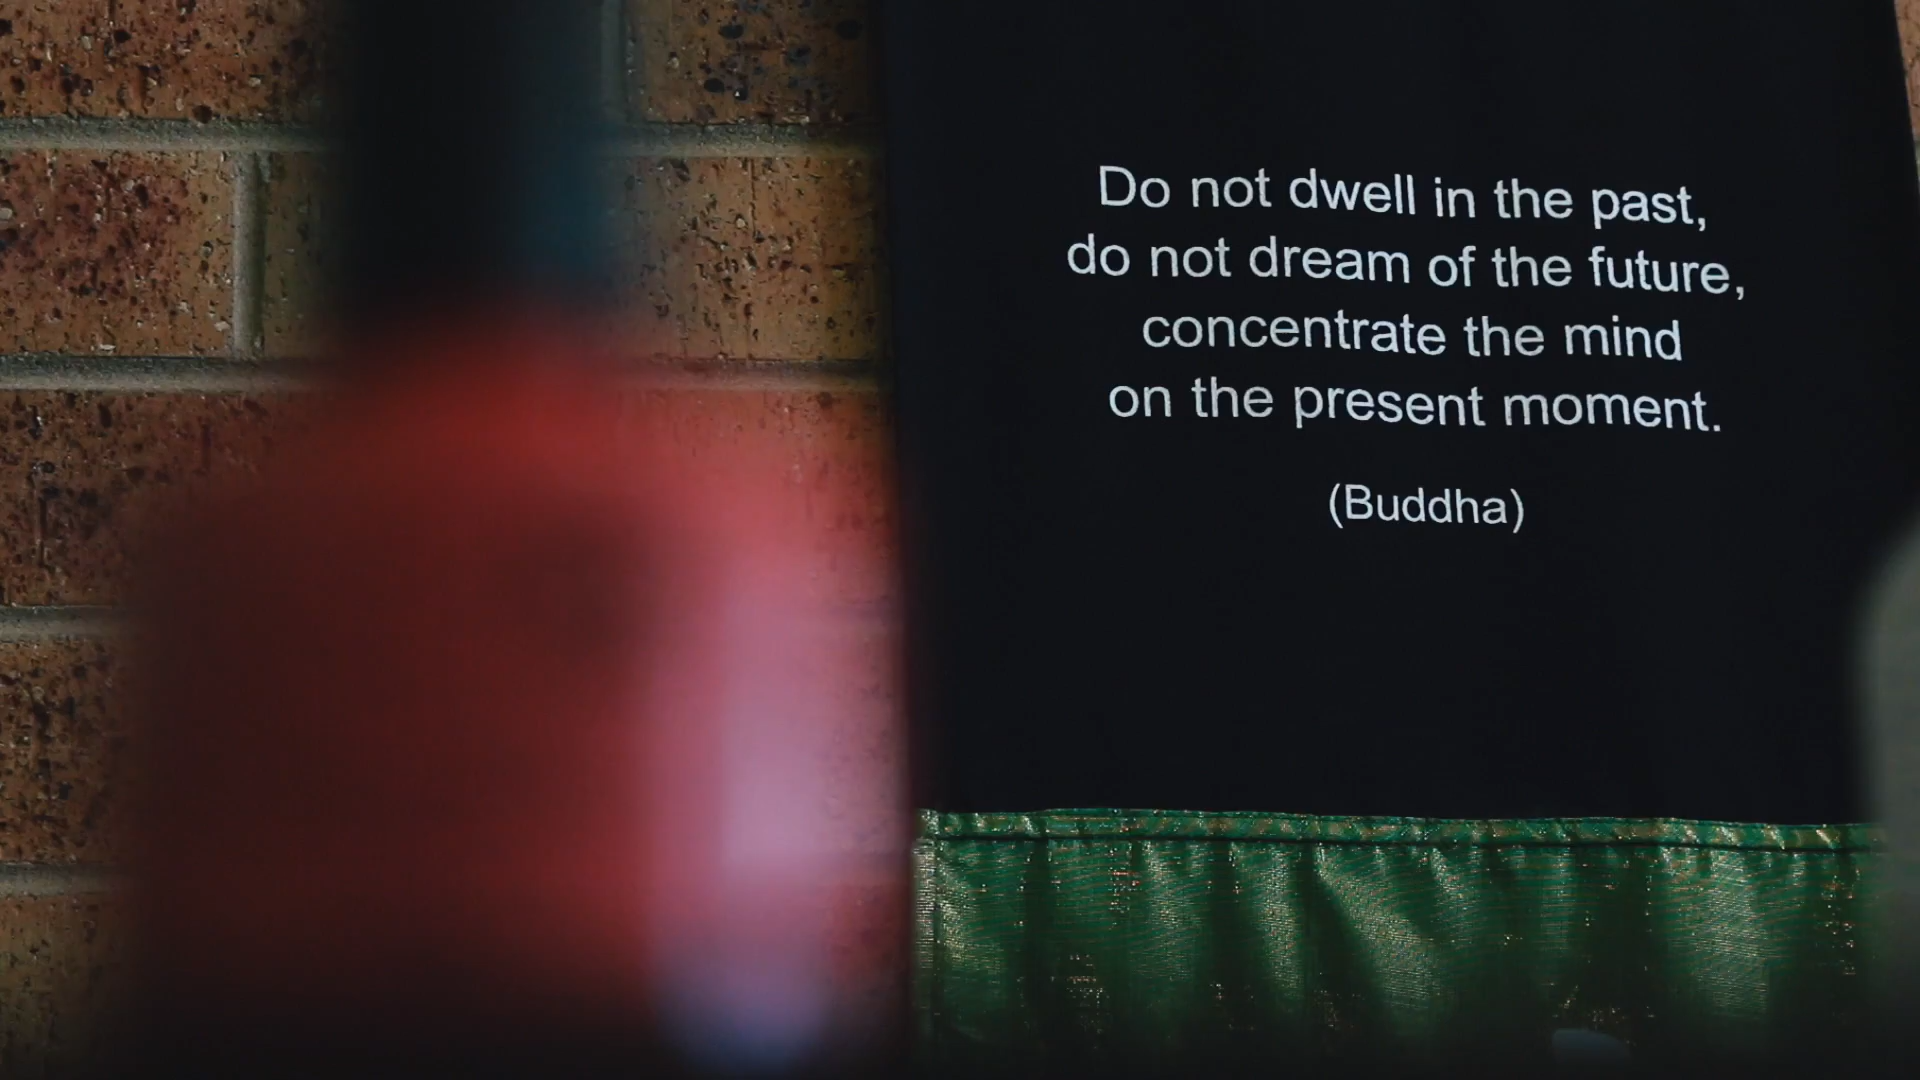 Do not dwell in the past,
do not dream of the future,
concentrate the mind
on the present moment.
(Buddha)